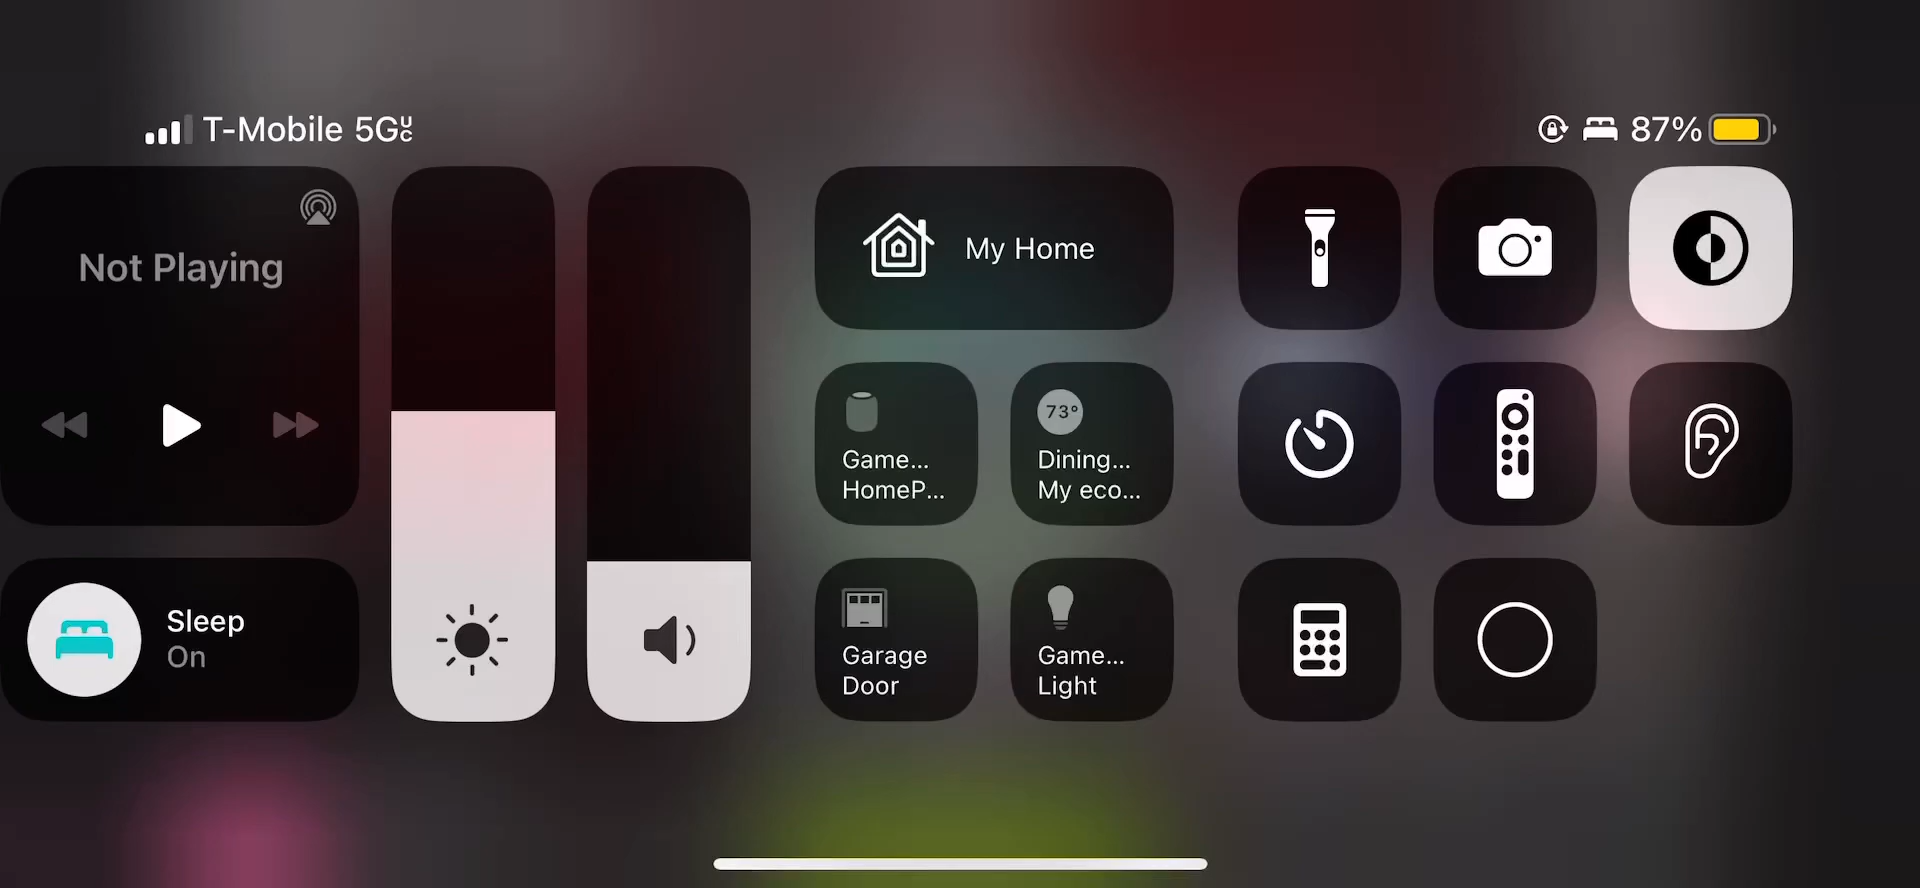 T-Mobile 5GUC
87%
Not Playing
My Home
73°
Game...
HomeP...
Dining...
My eco...
Sleep
On
Garage
Door
Game...
Light